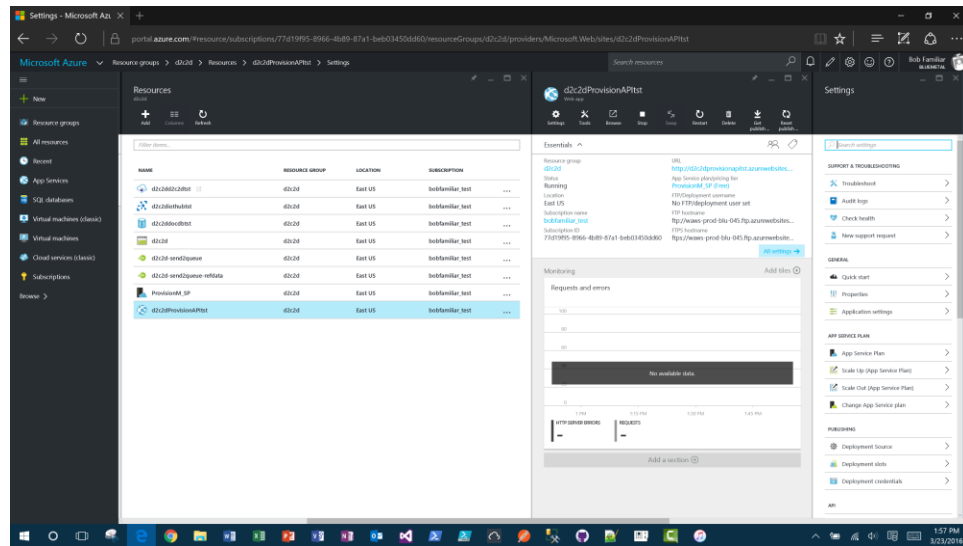 Settings - Microsoft Azu
portal.azure.com/#resource/subscriptions/77d19f95-8966-4b89-87a1-beb03450dd60/resourceGroups/d2c2d/providers/Microsoft.Web/sites/d2c2dProvisionAPItst
Microsoft Azure
Resource groups > d2c2d > Resources > d2c2dProvisionAPItst > Settings
Search resources
Bob Familiar
BLUEMETAL
New
Resource groups
All resources
Recent
App Services
SQL databases
Virtual machines (classic)
Virtual machines
Cloud services (classic)
Subscriptions
Browse >
Resources
d2c2d
Add
Columns
Refresh
Filter items...
NAME RESOURCE GROUP LOCATION SUBSCRIPTION
d2c2dd2c2dtst d2c2d East US bobfamiliar_test ...
d2c2diothubtst d2c2d East US bobfamiliar_test ...
d2c2ddocdbtst d2c2d East US bobfamiliar_test ...
d2c2d d2c2d East US bobfamiliar_test ...
d2c2d-send2queue d2c2d East US bobfamiliar_test ...
d2c2d-send2queue-refdata d2c2d East US bobfamiliar_test ...
ProvisionM_SP d2c2d East US bobfamiliar_test ...
d2c2dProvisionAPItst d2c2d East US bobfamiliar_test ...
d2c2dProvisionAPItst
Web app
Settings
Tools
Browse
Stop
Swap
Restart
Delete
Get publish...
Reset publish...
Essentials
Resource group
d2c2d
Status
Running
Location
East US
Subscription name
bobfamiliar_test
Subscription ID
77d19f95-8966-4b89-87a1-beb03450dd60
URL
http://d2c2dprovisionapitst.azurewebsites...
App Service plan/pricing tier
ProvisionM_SP (Free)
FTP/Deployment username
No FTP/deployment user set
FTP hostname
ftp://waws-prod-blu-045.ftp.azurewebsite...
FTPS hostname
ftps://waws-prod-blu-045.ftp.azurewebsite...
All settings →
Monitoring
Add tiles
Requests and errors
100
80
60
No available data.
0
1 PM 1:15 PM 1:30 PM 1:45 PM
HTTP SERVER ERRORS
--
REQUESTS
--
Add a section
Settings
Search settings
SUPPORT & TROUBLESHOOTING
Troubleshoot
Audit logs
Check health
New support request
GENERAL
Quick start
Properties
Application settings
APP SERVICE PLAN
App Service Plan
Scale Up (App Service Plan)
Scale Out (App Service Plan)
Change App Service plan
PUBLISHING
Deployment Source
Deployment slots
Deployment credentials
API
1:57 PM
3/23/2016